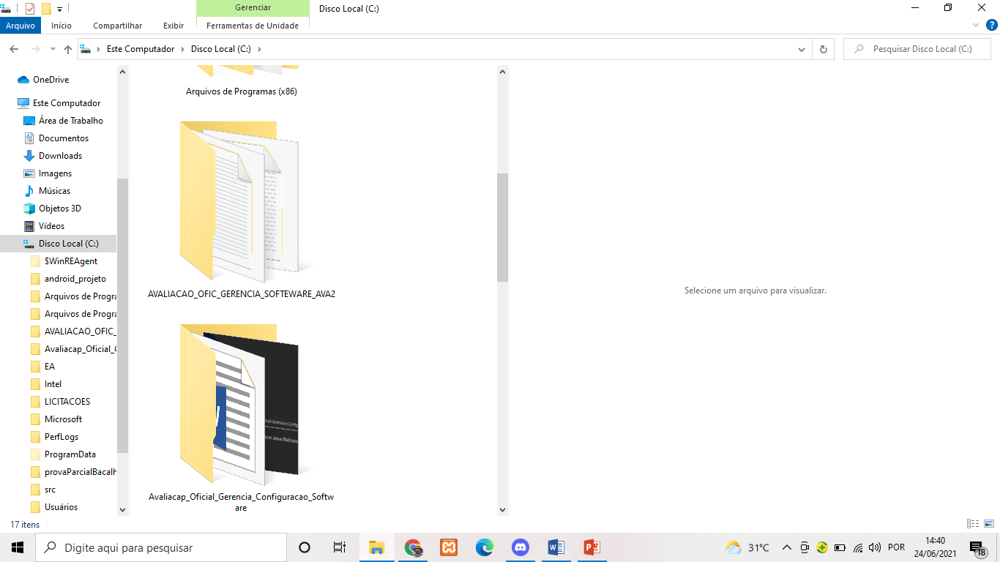 Gerenciar
Disco Local (C:)
Arquivo
Início
Compartilhar
Exibir
Ferramentas de Unidade
Este Computador
Disco Local (C:)
Pesquisar Disco Local (C:)
OneDrive
Este Computador
Área de Trabalho
Documentos
Downloads
Imagens
Músicas
Objetos 3D
Vídeos
Disco Local (C:)
$WinREAgent
android_projeto
Arquivos de Progra
Arquivos de Progra
AVALIACAO_OFIC_
Avaliacap_Oficial_
EA
Intel
LICITACOES
Microsoft
PerfLogs
ProgramData
provaParcialBacalh
src
Usuários
Arquivos de Programas (x86)
AVALIACAO_OFIC_GERENCIA_SOFTEWARE_AVA2
Avaliacap_Oficial_Gerencia_Configuracao_Softw
are
Selecione um arquivo para visualizar.
17 itens
Digite aqui para pesquisar
31°C
POR
14:40
24/06/2021
18